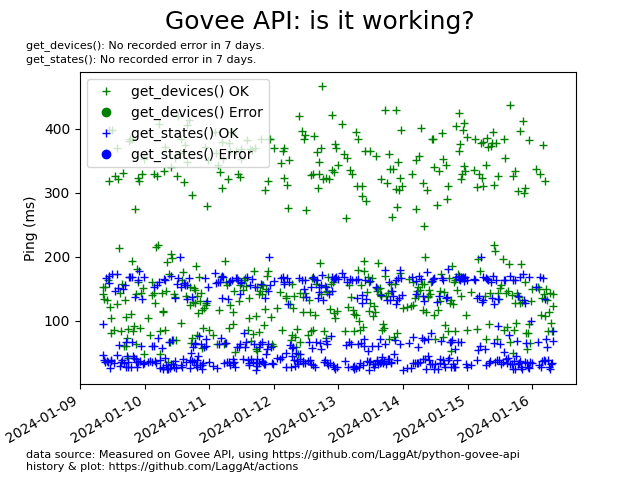 Govee API: is it working?
get_devices(): No recorded error in 7 days.
get_states(): No recorded error in 7 days.
get_devices() OK
get_devices() Error
get_states() OK
get_states() Error
Ping (ms)
400
300
200
100
2024-01-09
2024-01-10
2024-01-11
2024-01-12
2024-01-13
2024-01-14
2024-01-15
2024-01-16
data source: Measured on Govee API, using https://github.com/LaggAt/python-govee-api
history & plot: https://github.com/LaggAt/actions